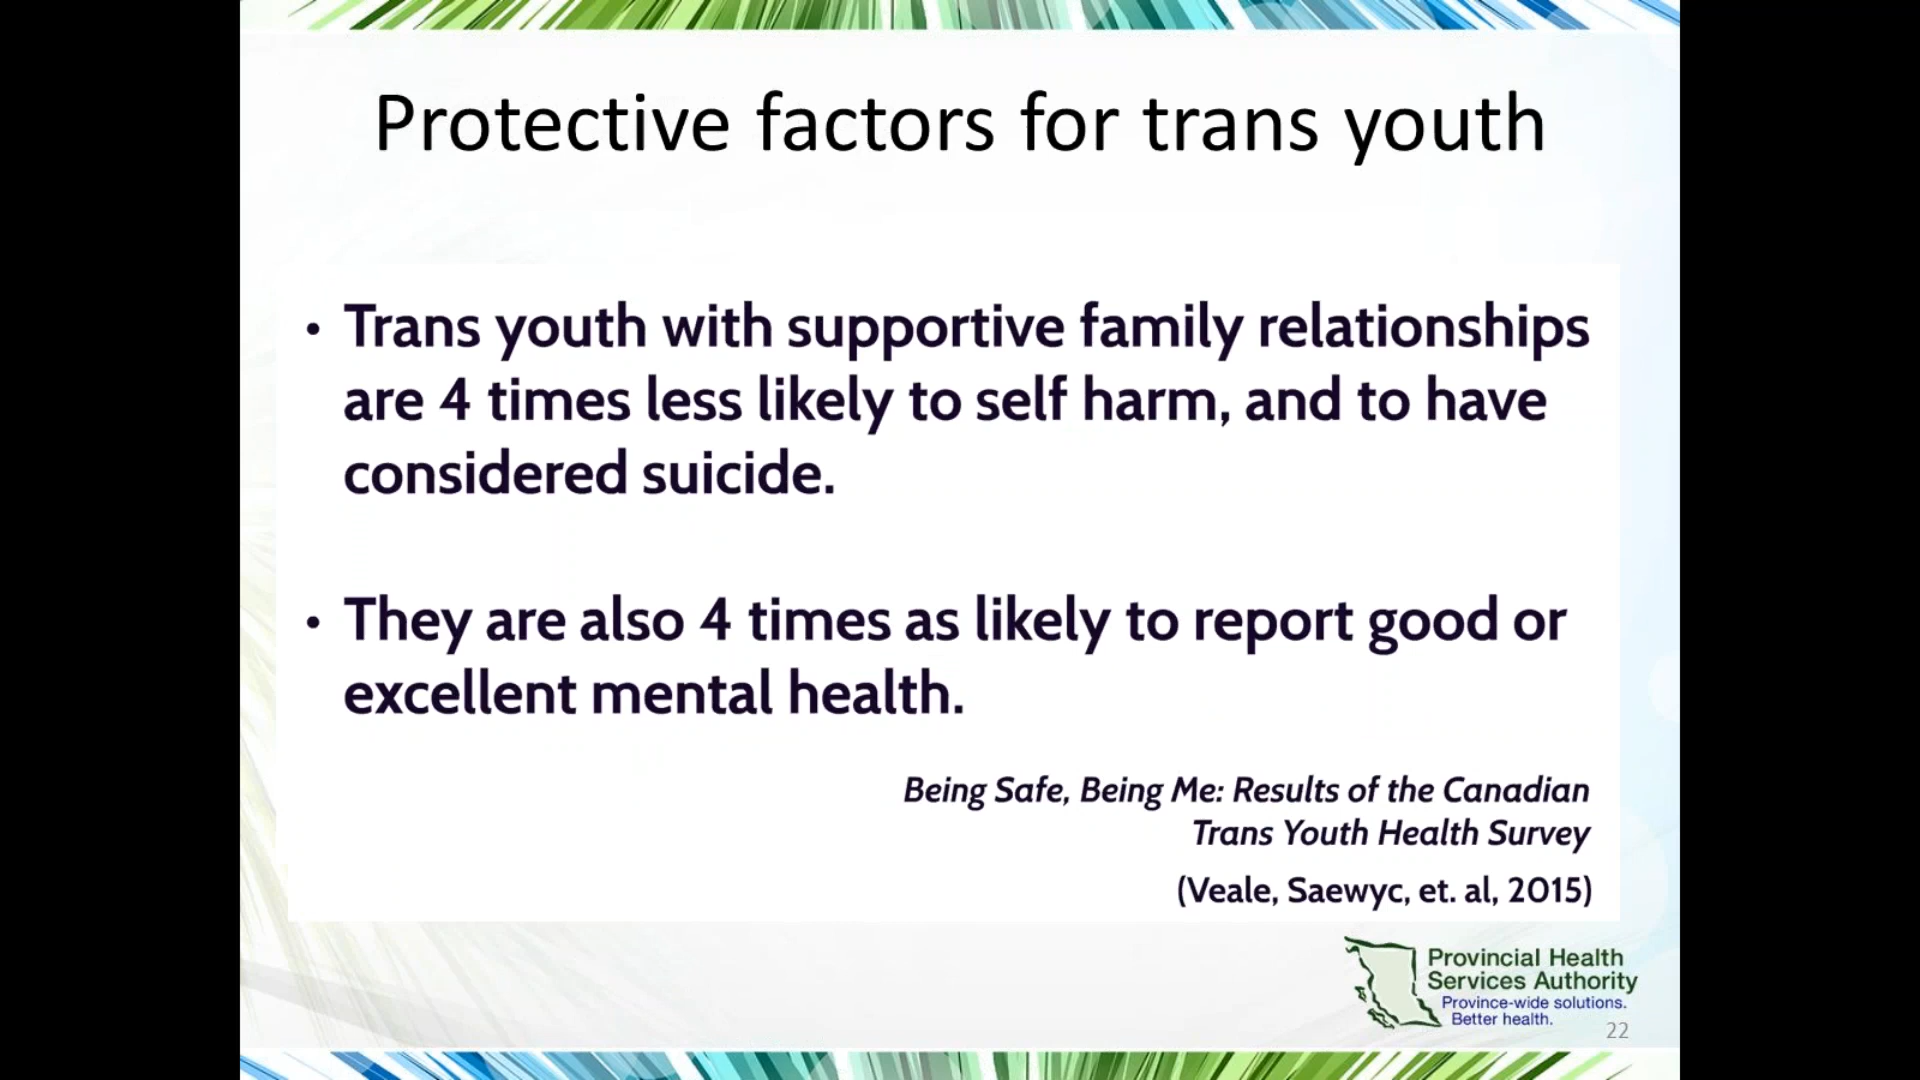 Protective factors for trans youth
• Trans youth with supportive family relationships
are 4 times less likely to self harm, and to have
considered suicide.
• They are also 4 times as likely to report good or
excellent mental health.
Being Safe, Being Me: Results of the Canadian
Trans Youth Health Survey
(Veale, Saewyc, et. al, 2015)
Provincial Health
Services Authority
Province-wide solutions.
Better health.
22